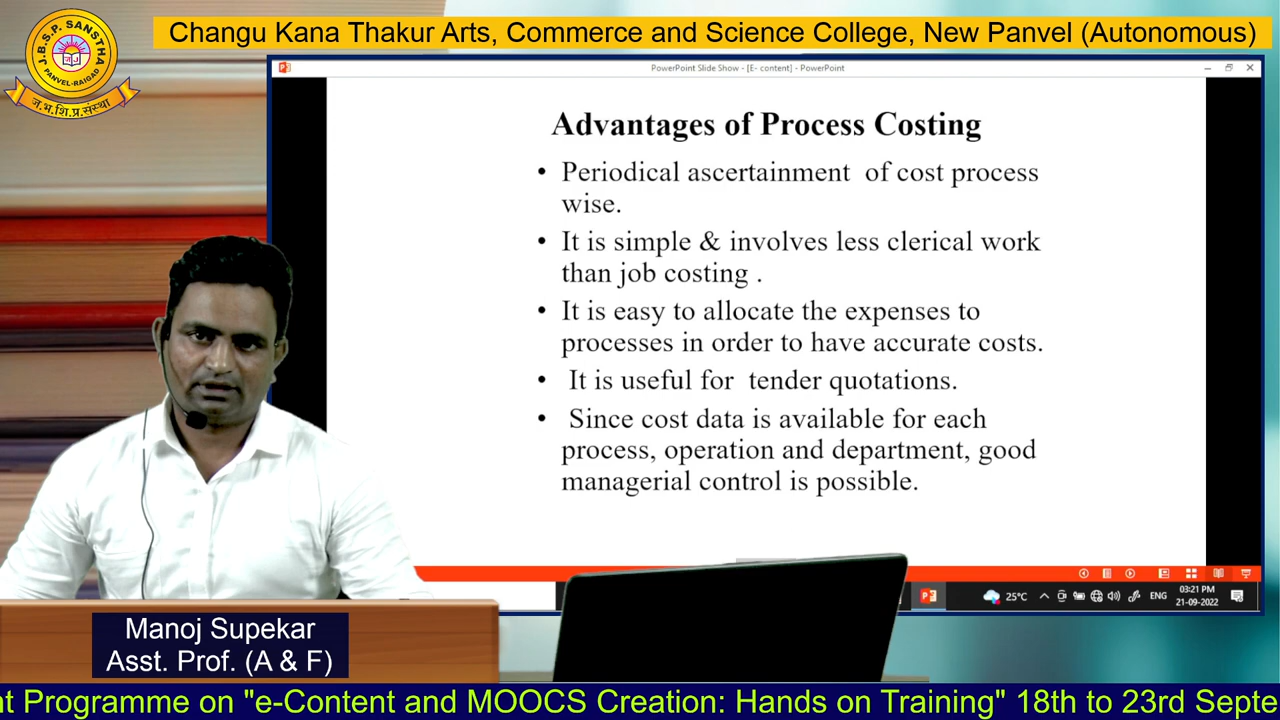 Changu Kana Thakur Arts, Commerce and Science College, New Panvel (Autonomous)
J.B.S.P. SANSTHA
PANVEL-RAIGAD
ज.भ.शि.प्र.संस्था
PowerPoint Slide Show - [E- content] - PowerPoint
Advantages of Process Costing
• Periodical ascertainment of cost process
wise.
• It is simple & involves less clerical work
than job costing .
• It is easy to allocate the expenses to
processes in order to have accurate costs.
• It is useful for tender quotations.
• Since cost data is available for each
process, operation and department, good
managerial control is possible.
25°C
ENG
03:21 PM
21-09-2022
Manoj Supekar
Asst. Prof. (A & F)
nt Programme on "e-Content and MOOCS Creation: Hands on Training" 18th to 23rd Septe